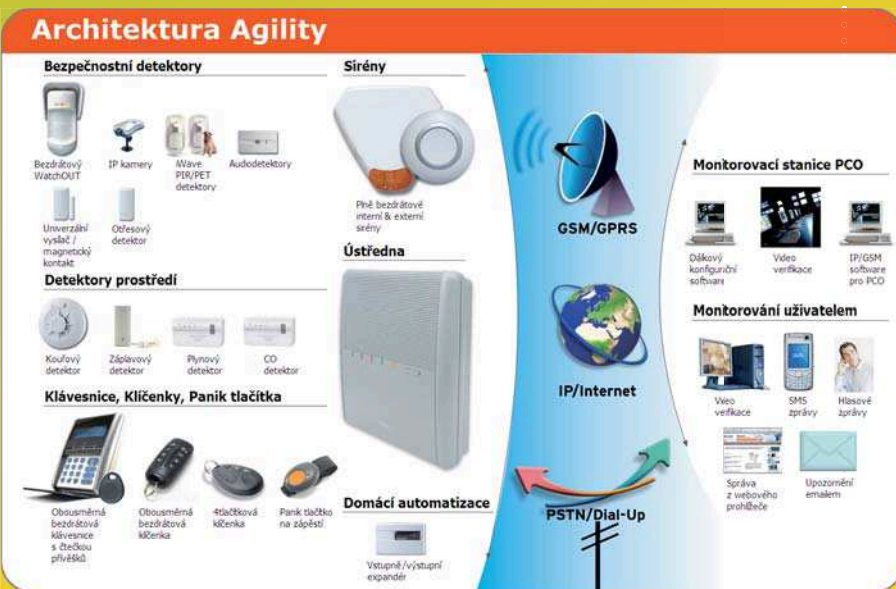 Architektura Agility
Bezpečnostní detektory
Bezdrátový
WatchOUT
IP kamery
iWave
PIR/PET
detektory
Audodetektory
Univerzální
vysílač /
magnetický
kontakt
Otřesový
detektor
Detektory prostředí
Kouřový
detektor
Záplavový
detektor
Plynový
detektor
CO
detektor
Klávesnice, Klíčenky, Panik tlačítka
Obousměrná
bezdrátová
klávesnice
s čtečkou
přívěšků
Obousměrná
bezdrátová
klíčenka
4tlačítková
klíčenka
Panik tlačítko
na zápěstí
Sirény
Plně bezdrátové
interní & externí
sirény
Ústředna
Domácí automatizace
Vstupně/výstupní
expandér
GSM/GPRS
IP/Internet
PSTN/Dial-Up
Monitorovací stanice PCO
Dálkový
konfigurační
software
Video
verifikace
IP/GSM
software
pro PCO
Monitorování uživatelem
Video
verifikace
SMS
zprávy
Hlasové
zprávy
Správa
z webového
prohlížeče
Upozornění
emailem